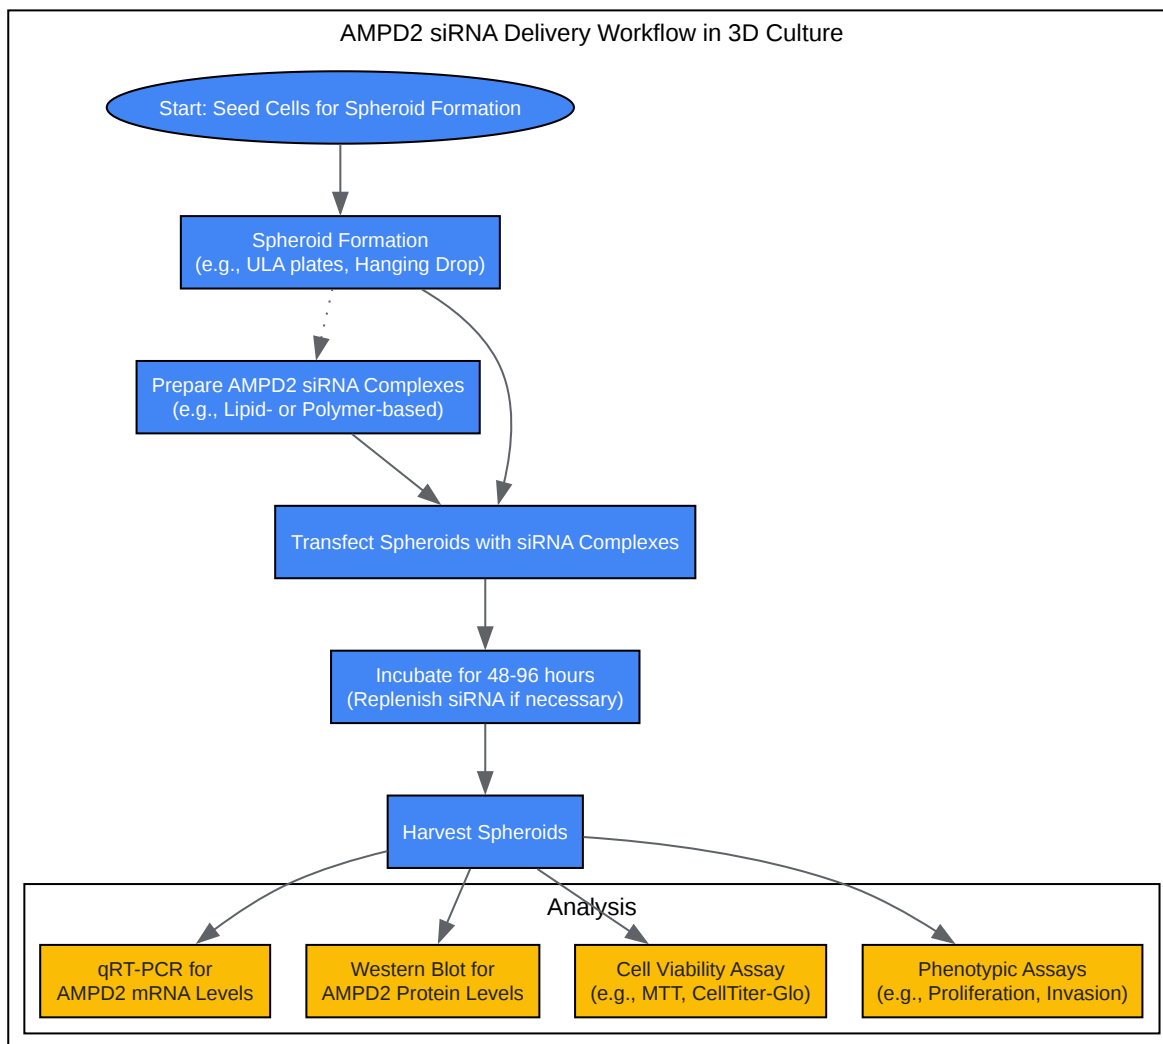 AMPD2 siRNA Delivery Workflow in 3D Culture
Start: Seed Cells for Spheroid Formation
Spheroid Formation
(e.g., ULA plates, Hanging Drop)
Prepare AMPD2 siRNA Complexes
(e.g., Lipid- or Polymer-based)
Transfect Spheroids with siRNA Complexes
Incubate for 48-96 hours
(Replenish siRNA if necessary)
Harvest Spheroids
Analysis
qRT-PCR for
AMPD2 mRNA Levels
Western Blot for
AMPD2 Protein Levels
Cell Viability Assay
(e.g., MTT, CellTiter-Glo)
Phenotypic Assays
(e.g., Proliferation, Invasion)